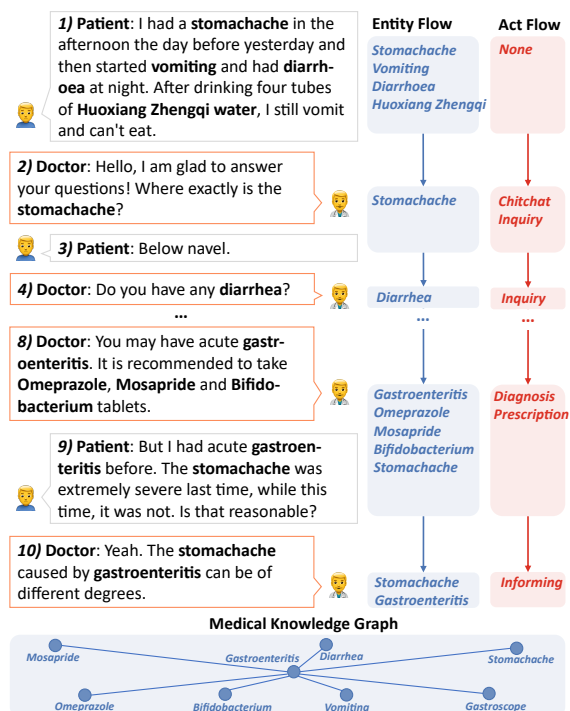 Entity Flow
Act Flow
1) Patient: I had a stomachache in the
afternoon the day before yesterday and
then started vomiting and had diarrh-
oea at night. After drinking four tubes
of Huoxiang Zhengqi water, I still vomit
and can't eat.
Stomachache
Vomiting
Diarrhoea
Huoxiang Zhengqi
None
2) Doctor: Hello, I am glad to answer
your questions! Where exactly is the
stomachache?
Stomachache
Chitchat
Inquiry
3) Patient: Below navel.
4) Doctor: Do you have any diarrhea?
Diarrhea
Inquiry
...
...
...
8) Doctor: You may have acute gastr-
oenteritis. It is recommended to take
Omeprazole, Mosapride and Bifido-
bacterium tablets.
Gastroenteritis
Omeprazole
Mosapride
Bifidobacterium
Stomachache
Diagnosis
Prescription
9) Patient: But I had acute gastroen-
teritis before. The stomachache was
extremely severe last time, while this
time, it was not. Is that reasonable?
10) Doctor: Yeah. The stomachache
caused by gastroenteritis can be of
different degrees.
Stomachache
Gastroenteritis
Informing
Medical Knowledge Graph
Mosapride
Gastroenteritis
Diarrhea
Stomachache
Omeprazole
Bifidobacterium
Vomiting
Gastroscope